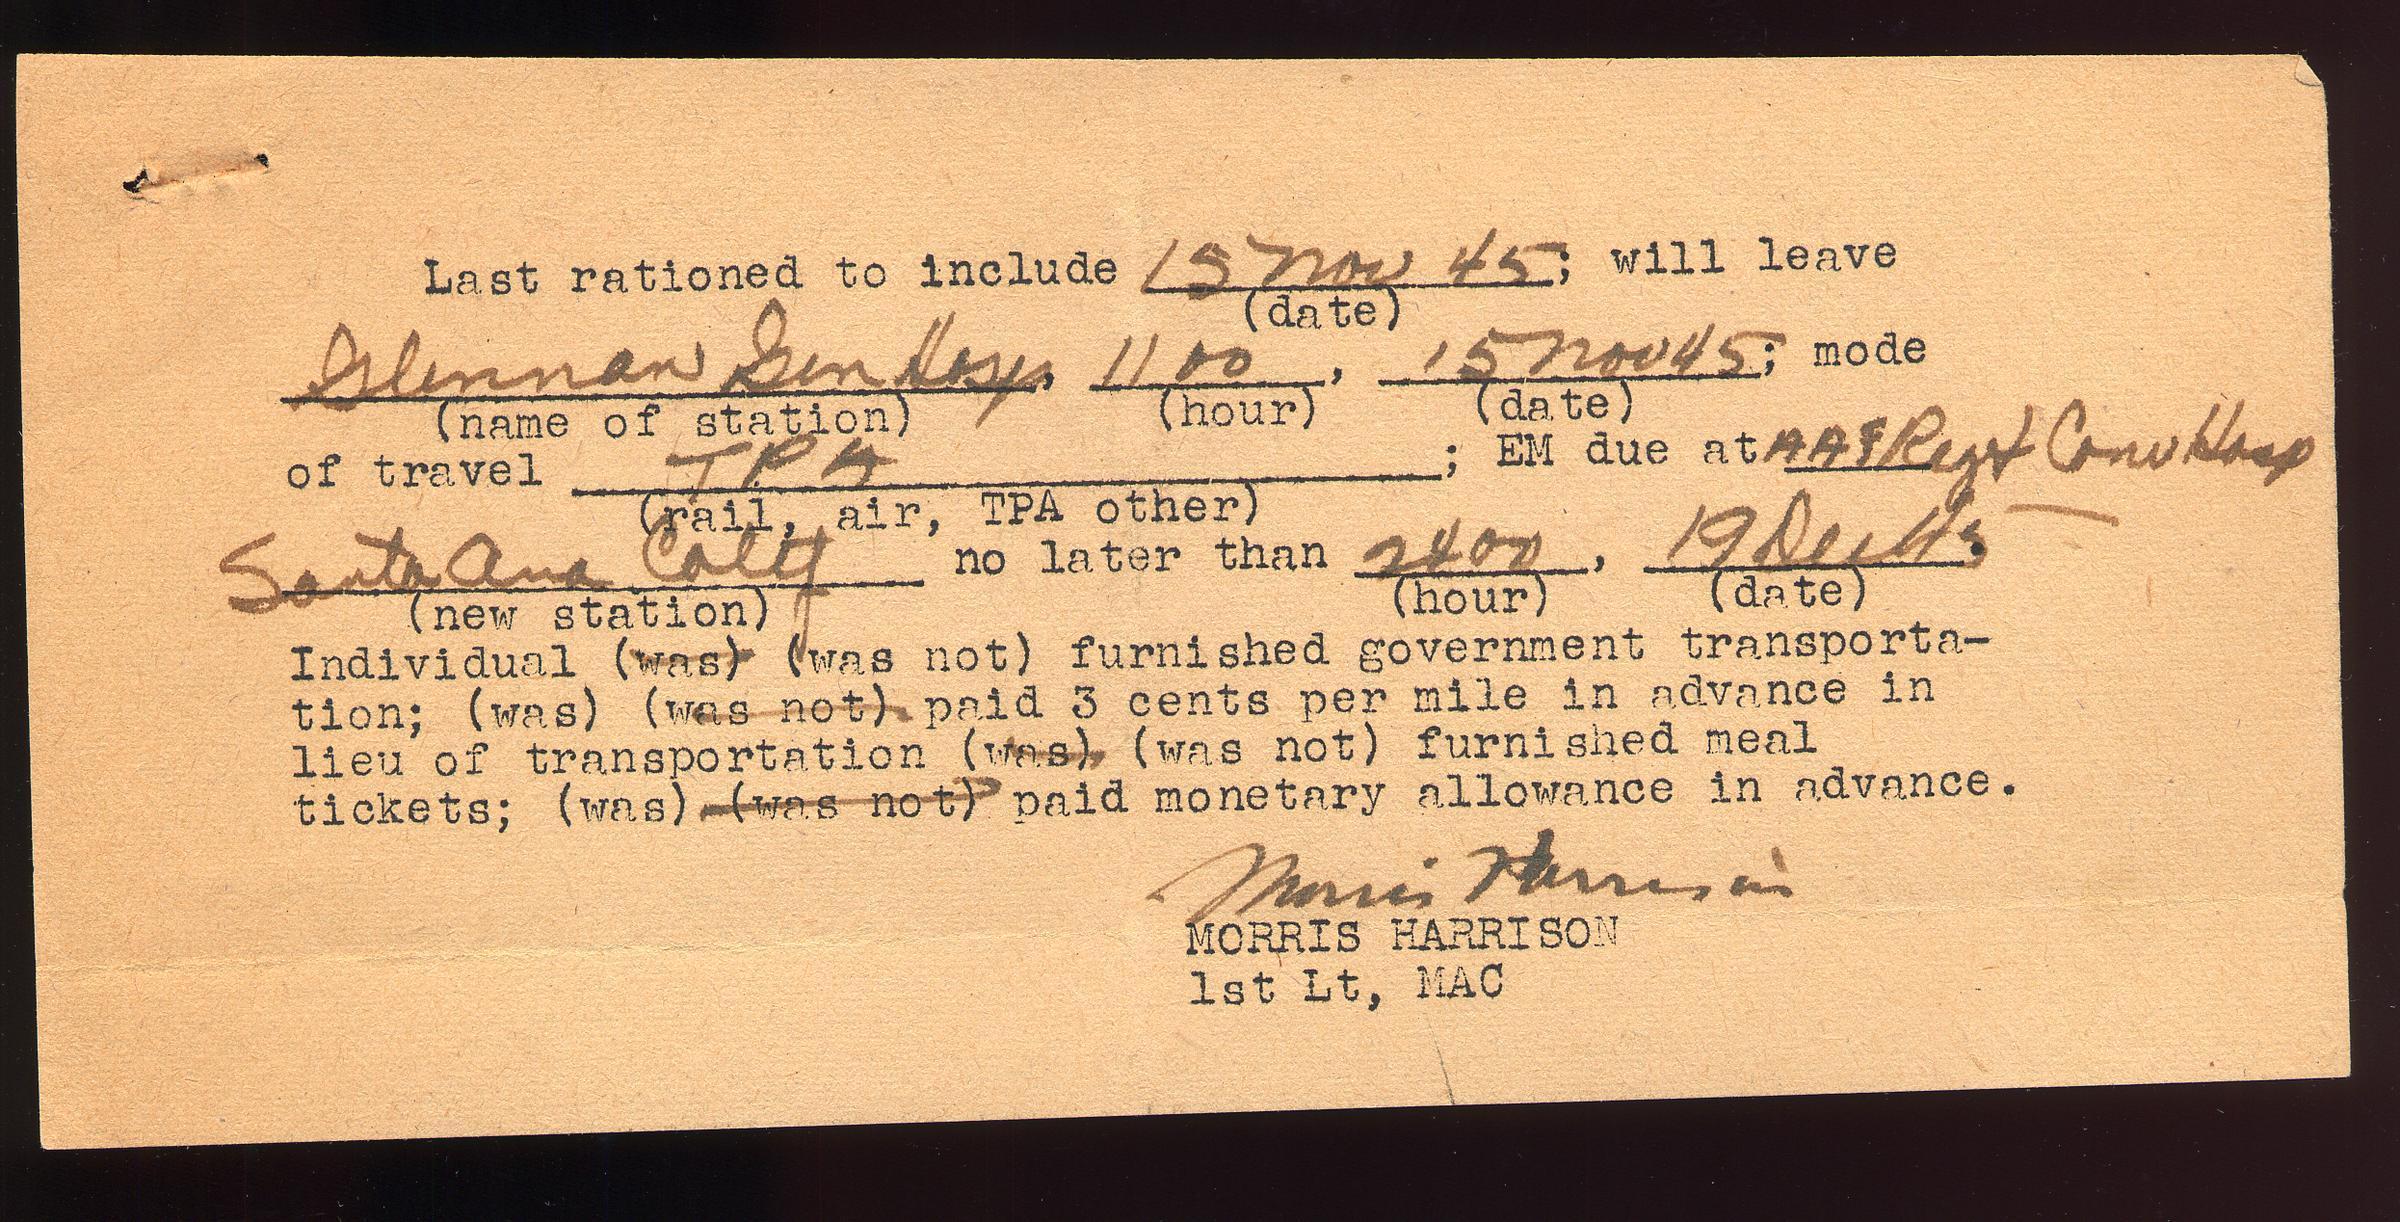 Last rationed to include 15 Nov 45; will leave
(date)
Glennan Gen Hosp, 1100, 15 Nov 45; mode
(name of station) (hour) (date)
of travel TPA; EM due at AAF Conv Hosp
(rail, air, TPA other)
Santa Ana Calif no later than 2400, 19 Dec 45;
(new station) (hour) (date)
Individual (was) (was not) furnished government transporta-
tion; (was) (was not) paid 3 cents per mile in advance in
lieu of transportation (was) (was not) furnished meal
tickets; (was) (was not) paid monetary allowance in advance.
Morris Harrison
MORRIS HARRISON
1st Lt, MAC